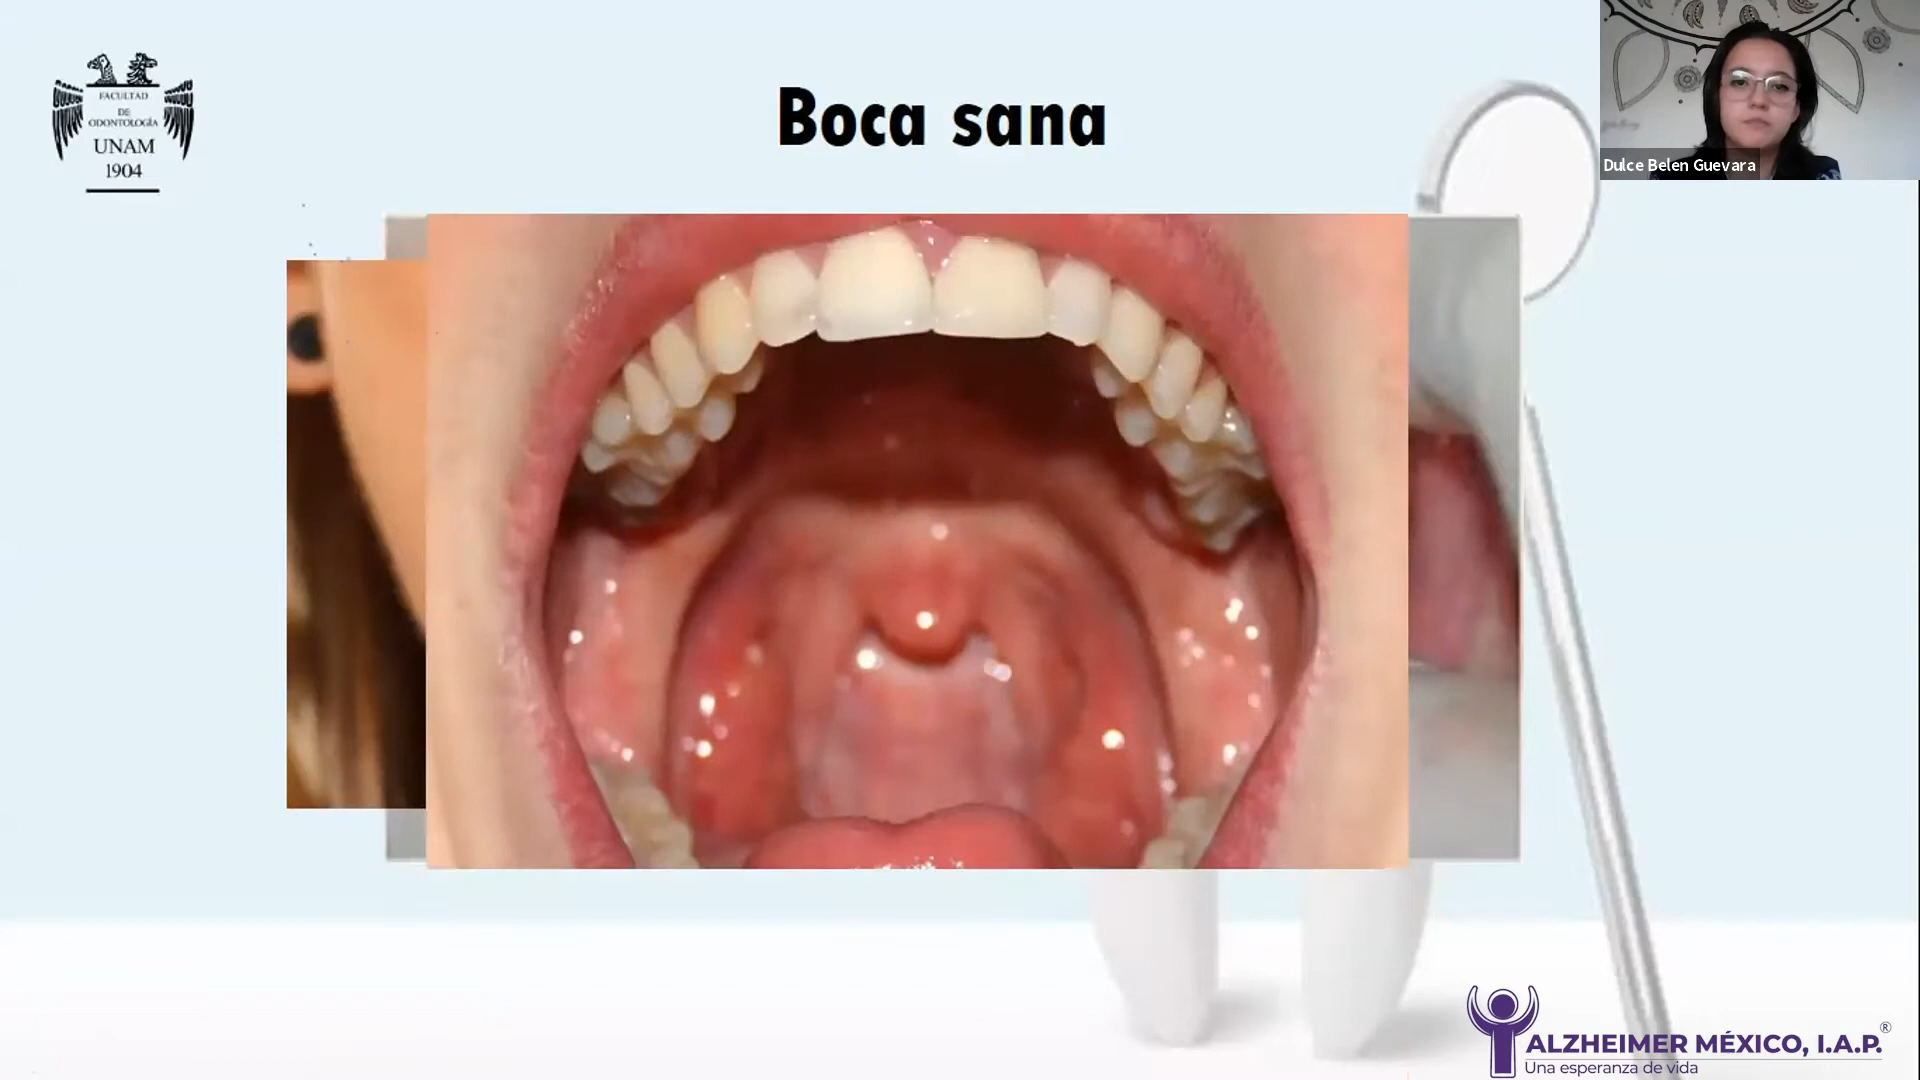 FACULTAD
DE
ODONTOLOGÍA
UNAM
1904
Boca sana
Dulce Belen Guevara
ALZHEIMER MÉXICO, I.A.P.®
Una esperanza de vida